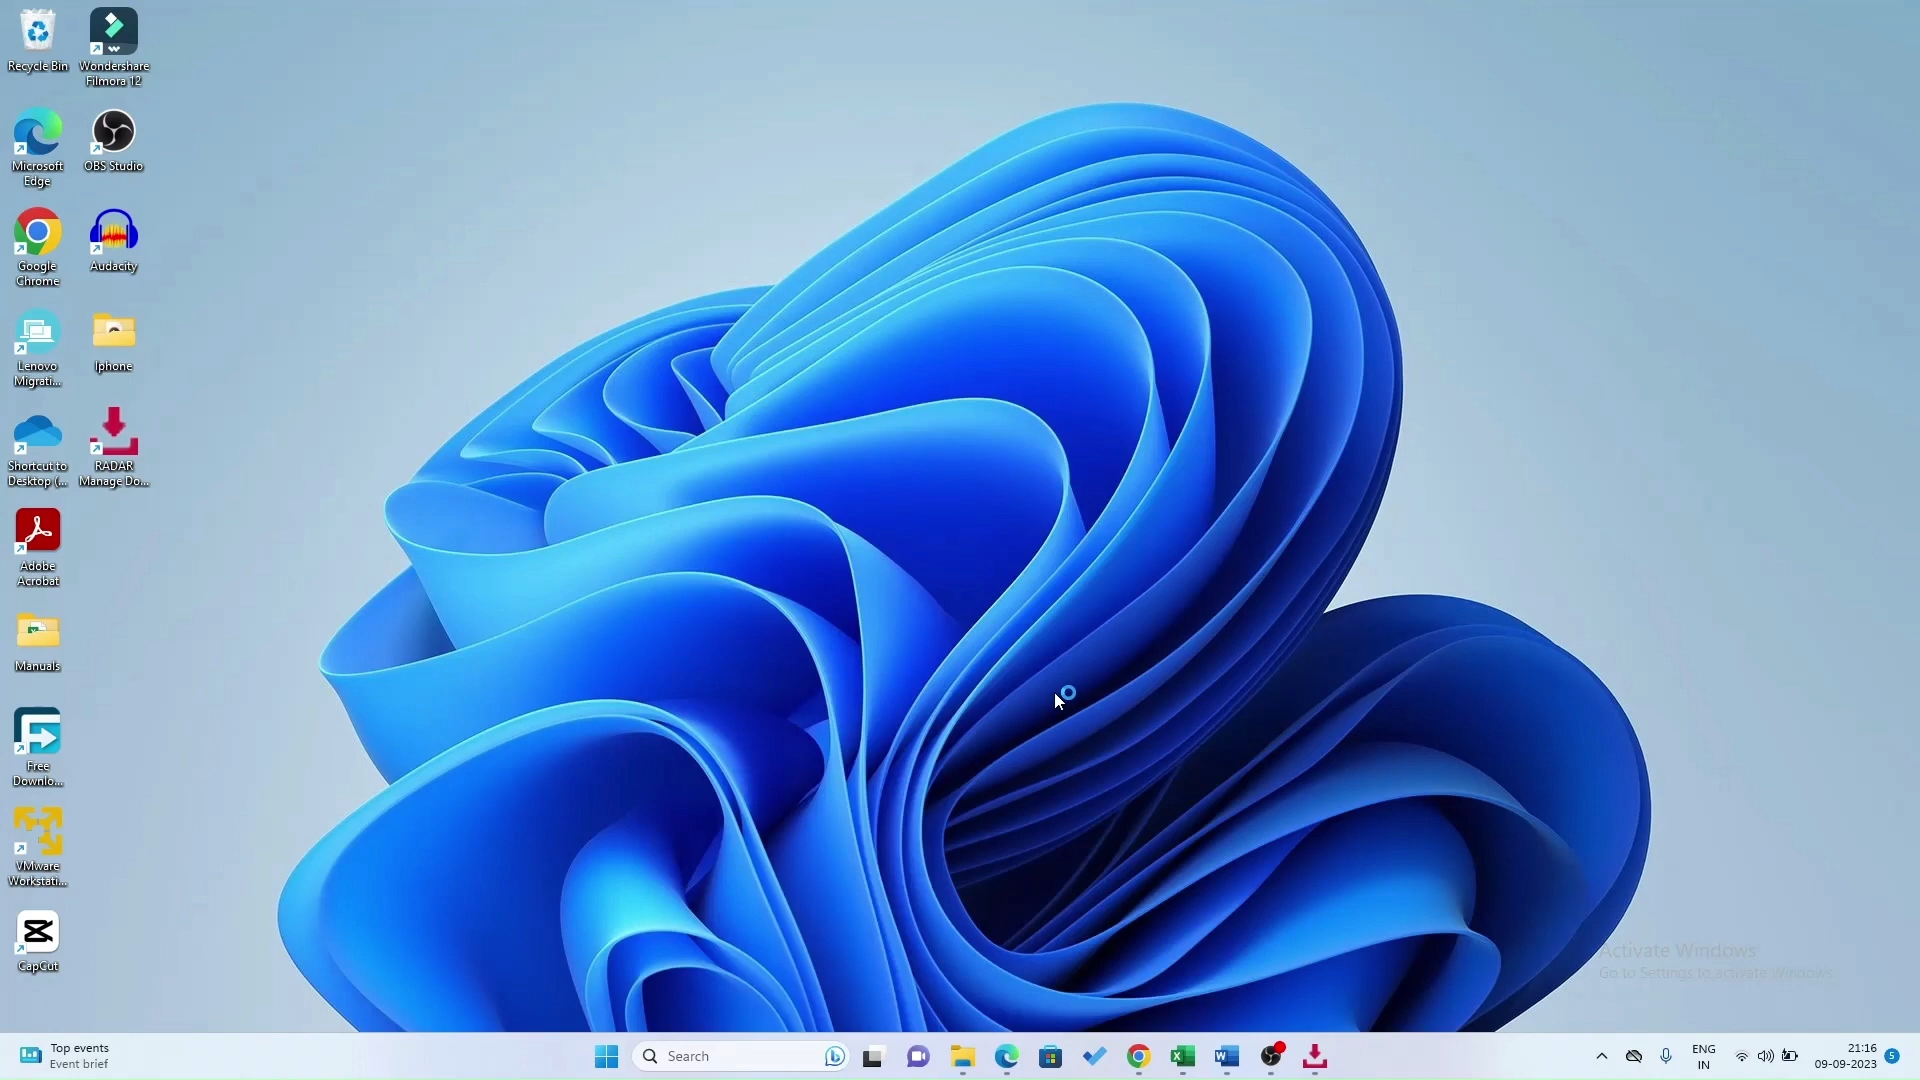 Recycle Bin
Wondershare
Filmora 12
Microsoft
Edge
OBS Studio
Google
Chrome
Audacity
Lenovo
Migrati...
Iphone
Shortcut to
Desktop (...
RADAR
Manage Do...
Adobe
Acrobat
Manuals
Free
Downlo...
VMware
Workstati...
CapCut
Activate Windows
Go to Settings to activate Windows.
Top events
Event brief
Search
ENG
IN
21:16
09-09-2023
5